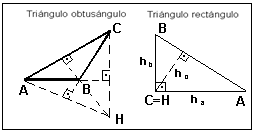 Triángulo obtusángulo
Triángulo rectángulo
C
B
A
B
H
h b
h c
C=H
h a
A